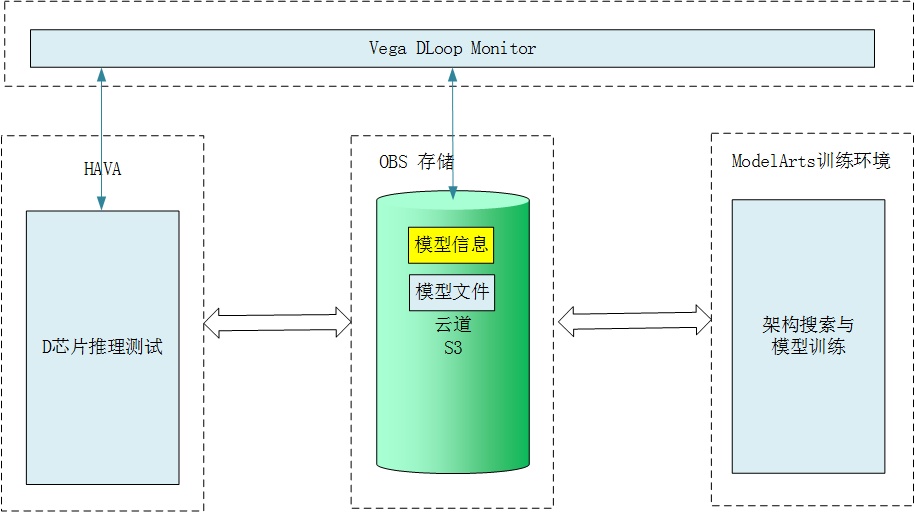 Vega DLoop Monitor
HAVA
D芯片推理测试
OBS 存储
模型信息
模型文件
云道
S3
ModelArts训练环境
架构搜索与
模型训练